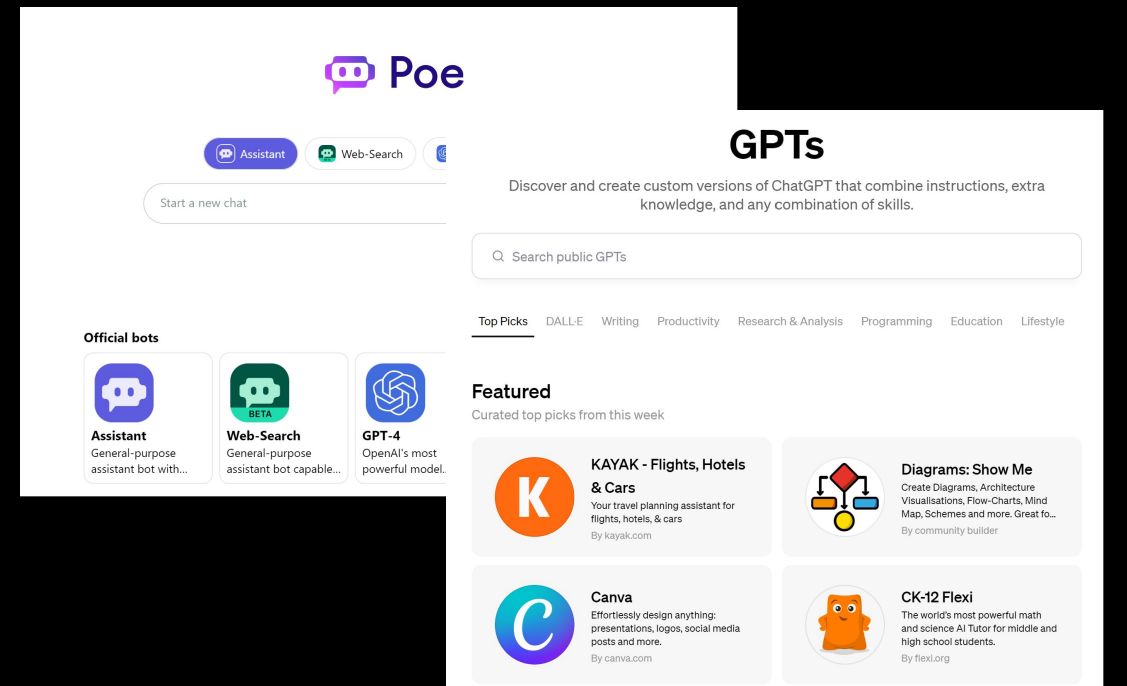 Poe
Assistant
Web-Search
Start a new chat
Official bots
Assistant
General-purpose
assistant bot with...
BETA
Web-Search
General-purpose
assistant bot capable...
GPT-4
OpenAI's most
powerful model..
GPTs
Discover and create custom versions of ChatGPT that combine instructions, extra
knowledge, and any combination of skills.
Search public GPTs
Top Picks DALL·E Writing Productivity Research & Analysis Programming Education Lifestyle
Featured
Curated top picks from this week
K
KAYAK - Flights, Hotels
& Cars
Your travel planning assistant for
flights, hotels, & cars
By kayak.com
Diagrams: Show Me
Create Diagrams, Architecture
Visualisations, Flow-Charts, Mind
Map, Schemes and more. Great fo...
By community builder
C
Canva
Effortlessly design anything:
presentations, logos, social media
posts and more.
By canva.com
CK-12 Flexi
The world's most powerful math
and science AI Tutor for middle and
high school students.
By flexi.org